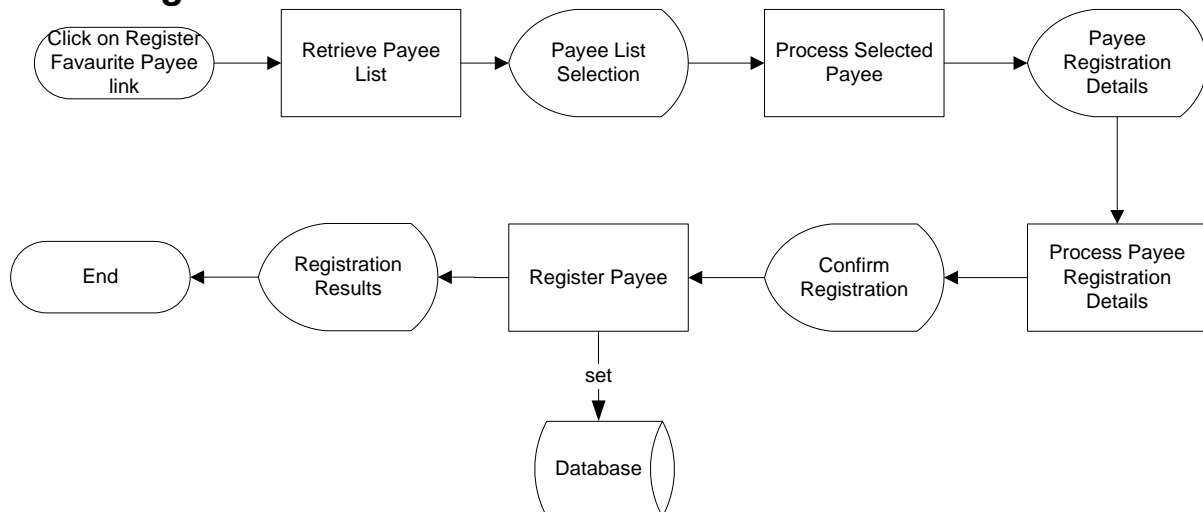 Click on Register
Favaurite Payee
link
Retrieve Payee
List
Payee List
Selection
Process Selected
Payee
Payee
Registration
Details
End
Registration
Results
Register Payee
Confirm
Registration
Process Payee
Registration
Details
set
Database